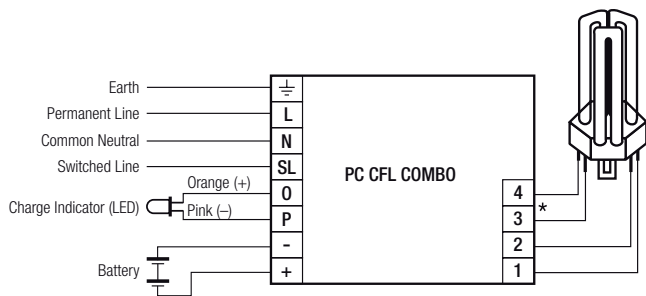 Earth
Permanent Line
Common Neutral
Switched Line
Orange (+)
Charge Indicator (LED)
Pink (–)
Battery
L
N
SL
O
P
-
+
PC CFL COMBO
4
*
3
2
1